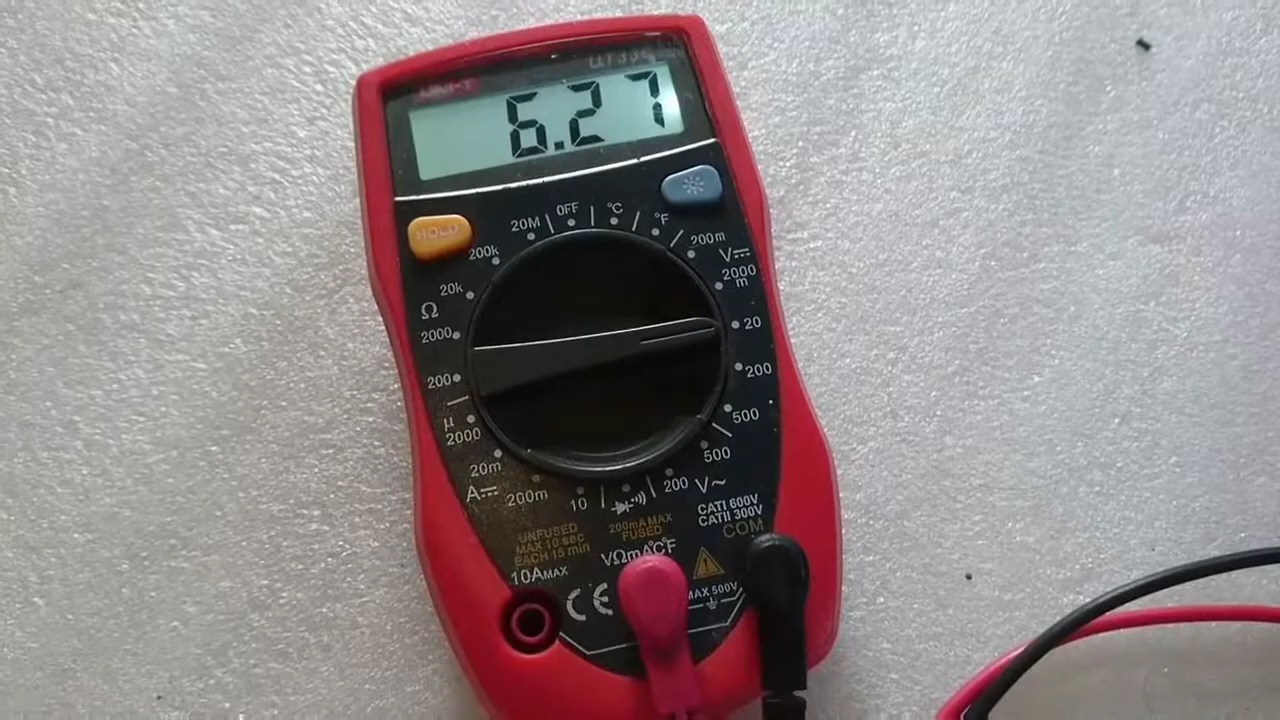 UNI-T
UT33C
6.27
HOLD
OFF
℃
℉
200m
V
2000
m
20
200
500
500
200
V~
10
200m
20m
A
2000
μ
200
2000
Ω
20k
200k
20M
CATI 600V
CATII 300V
COM
UNFUSED
MAX 10 sec
EACH 15 min
10AMAX
200mA MAX
FUSED
VΩmA℃℉
MAX 500V
CE